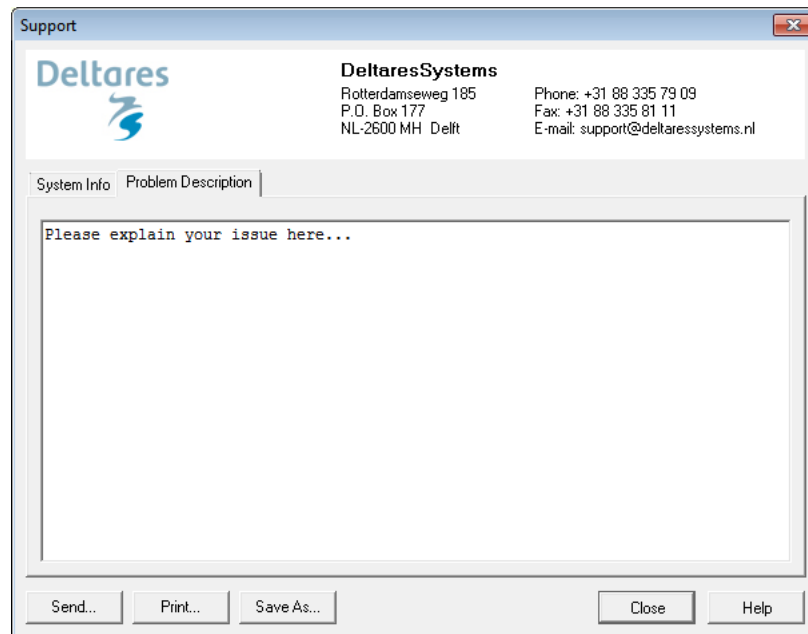 Support
Deltares
DeltaresSystems
Rotterdamseweg 185
P.O. Box 177
NL-2600 MH Delft
Phone: +31 88 335 79 09
Fax: +31 88 335 81 11
E-mail: support@deltaressystems.nl
System Info
Problem Description
Please explain your issue here...
Send...
Print...
Save As...
Close
Help